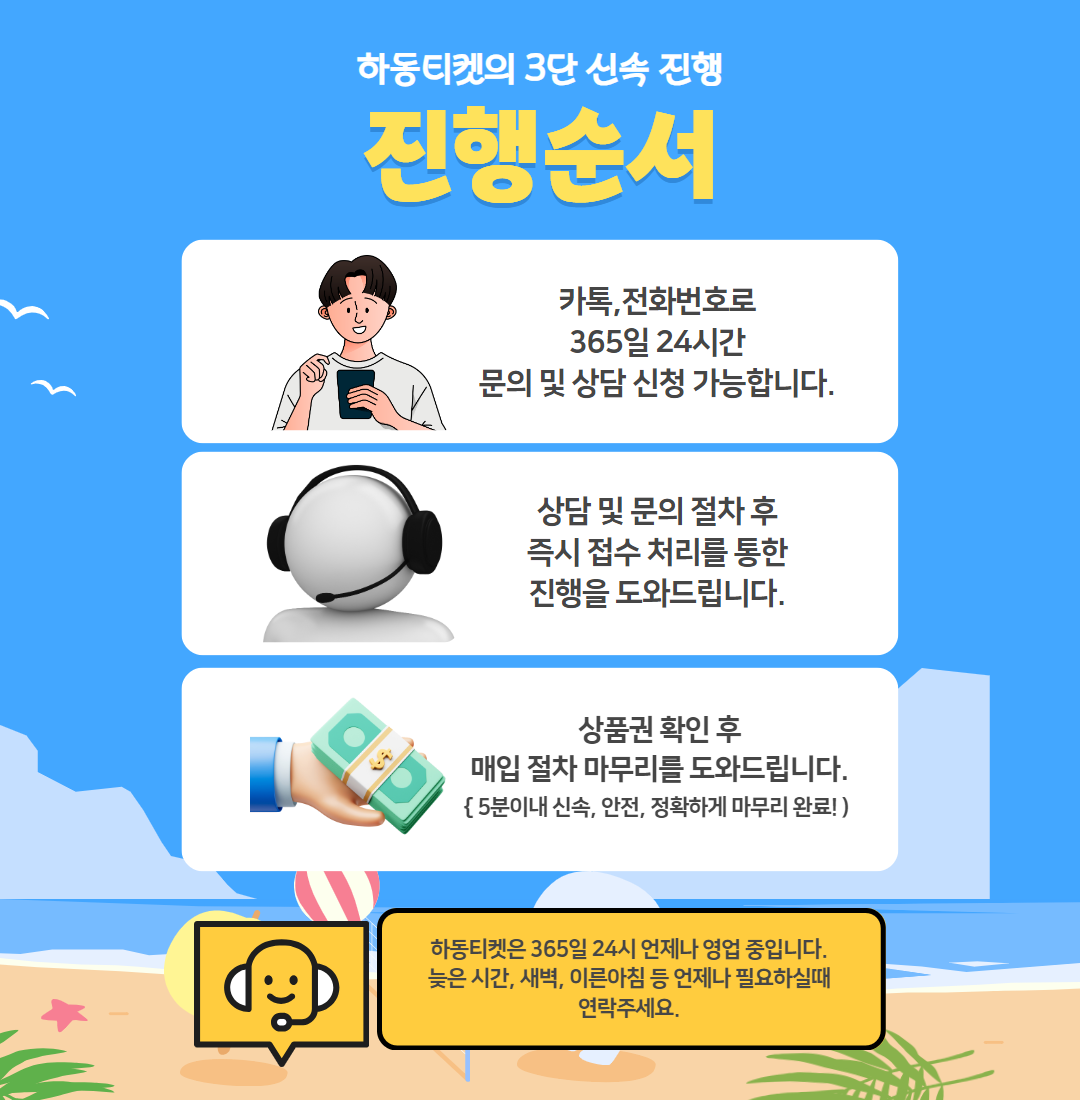 하동티켓의 3단 신속 진행
진행순서
카톡,전화번호로
365일 24시간
문의 및 상담 신청 가능합니다.
상담 및 문의 절차 후
즉시 접수 처리를 통한
진행을 도와드립니다.
상품권 확인 후
매입 절차 마무리를 도와드립니다.
{ 5분이내 신속, 안전, 정확하게 마무리 완료! )
하동티켓은 365일 24시 언제나 영업 중입니다.
늦은 시간, 새벽, 이른아침 등 언제나 필요하실때
연락주세요.